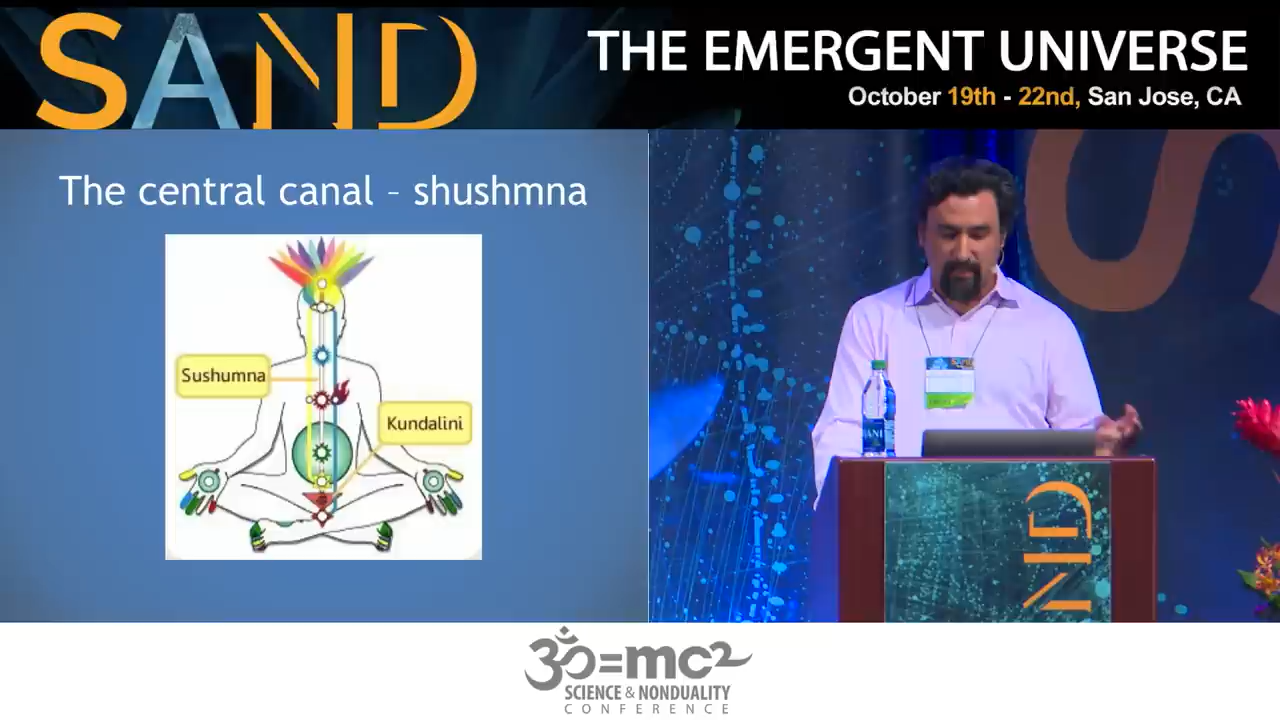 SAND
THE EMERGENT UNIVERSE
October 19th - 22nd, San Jose, CA
The central canal – shushmna
Sushumna
Kundalini
SAND
ND
ॐ=mc2
SCIENCE & NONDUALITY
CONFERENCE